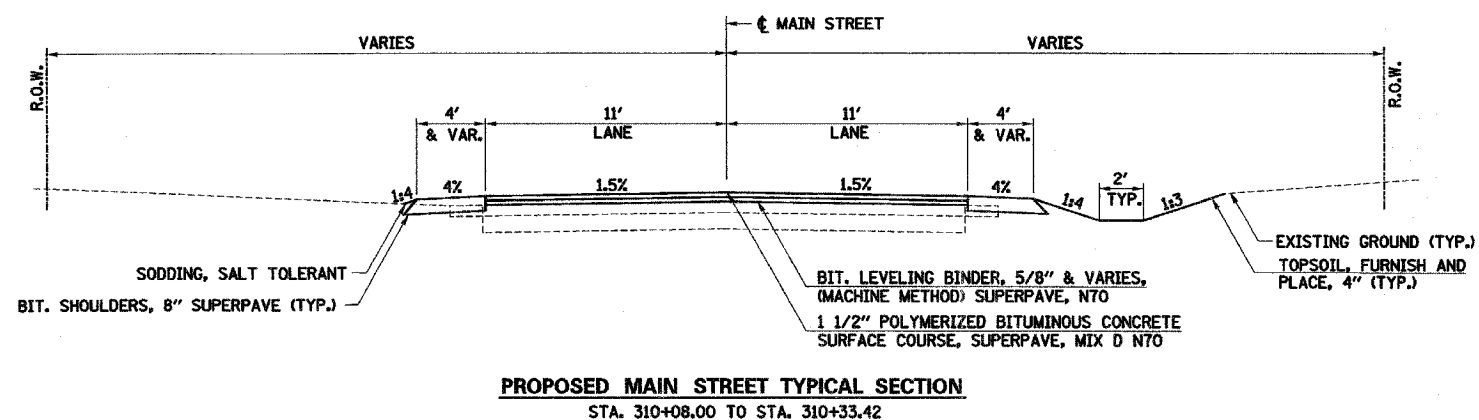 ℄ MAIN STREET
VARIES
VARIES
R.O.W.
R.O.W.
4'
& VAR.
11'
LANE
11'
LANE
4'
& VAR.
1:4
4%
1.5%
1.5%
4%
1:4
2'
TYP.
1:3
SODDING, SALT TOLERANT
BIT. SHOULDERS, 8" SUPERPAVE (TYP.)
BIT. LEVELING BINDER, 5/8" & VARIES,
(MACHINE METHOD) SUPERPAVE, N70
1 1/2" POLYMERIZED BITUMINOUS CONCRETE
SURFACE COURSE, SUPERPAVE, MIX D N70
EXISTING GROUND (TYP.)
TOPSOIL, FURNISH AND
PLACE, 4" (TYP.)
PROPOSED MAIN STREET TYPICAL SECTION
STA. 310+08.00 TO STA. 310+33.42